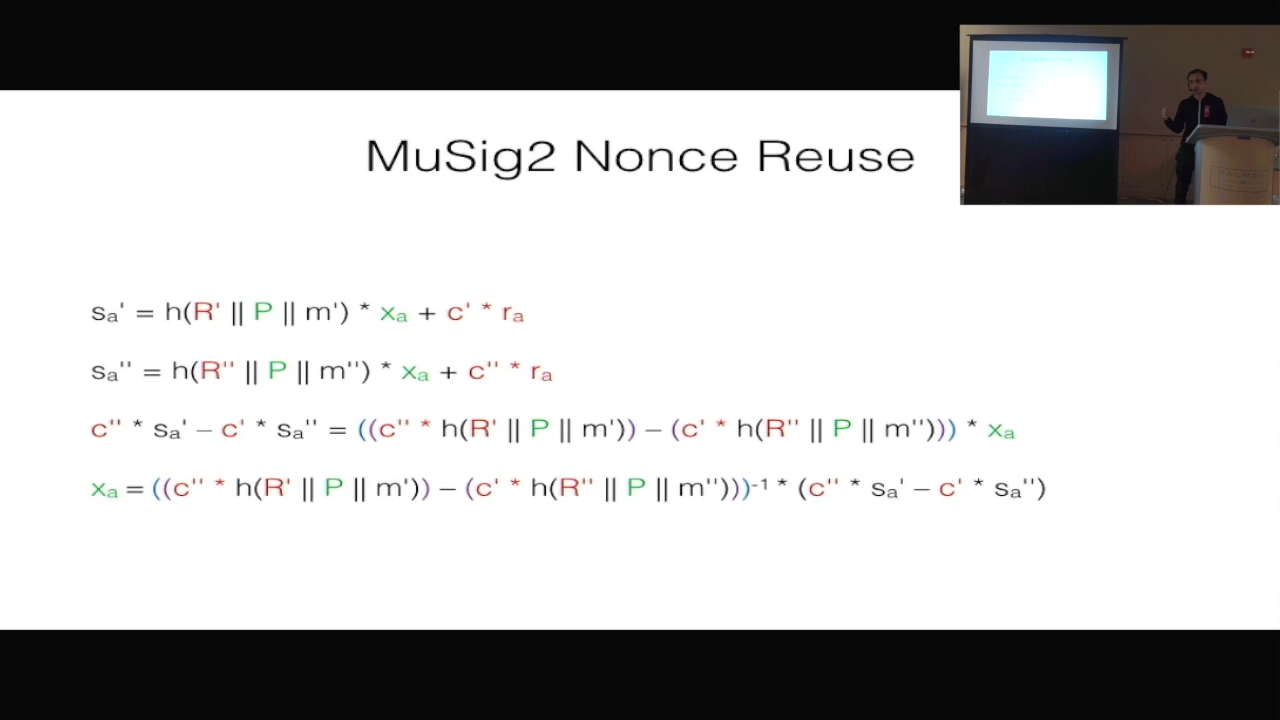 MuSig2 Nonce Reuse
sₐ' = h(R' || P || m') * xₐ + c' * rₐ
sₐ'' = h(R'' || P || m'') * xₐ + c'' * rₐ
c'' * sₐ' – c' * sₐ'' = ((c'' * h(R' || P || m')) – (c' * h(R'' || P || m''))) * xₐ
xₐ = ((c'' * h(R' || P || m')) – (c' * h(R'' || P || m'')))⁻¹ * (c'' * sₐ' – c' * sₐ'')